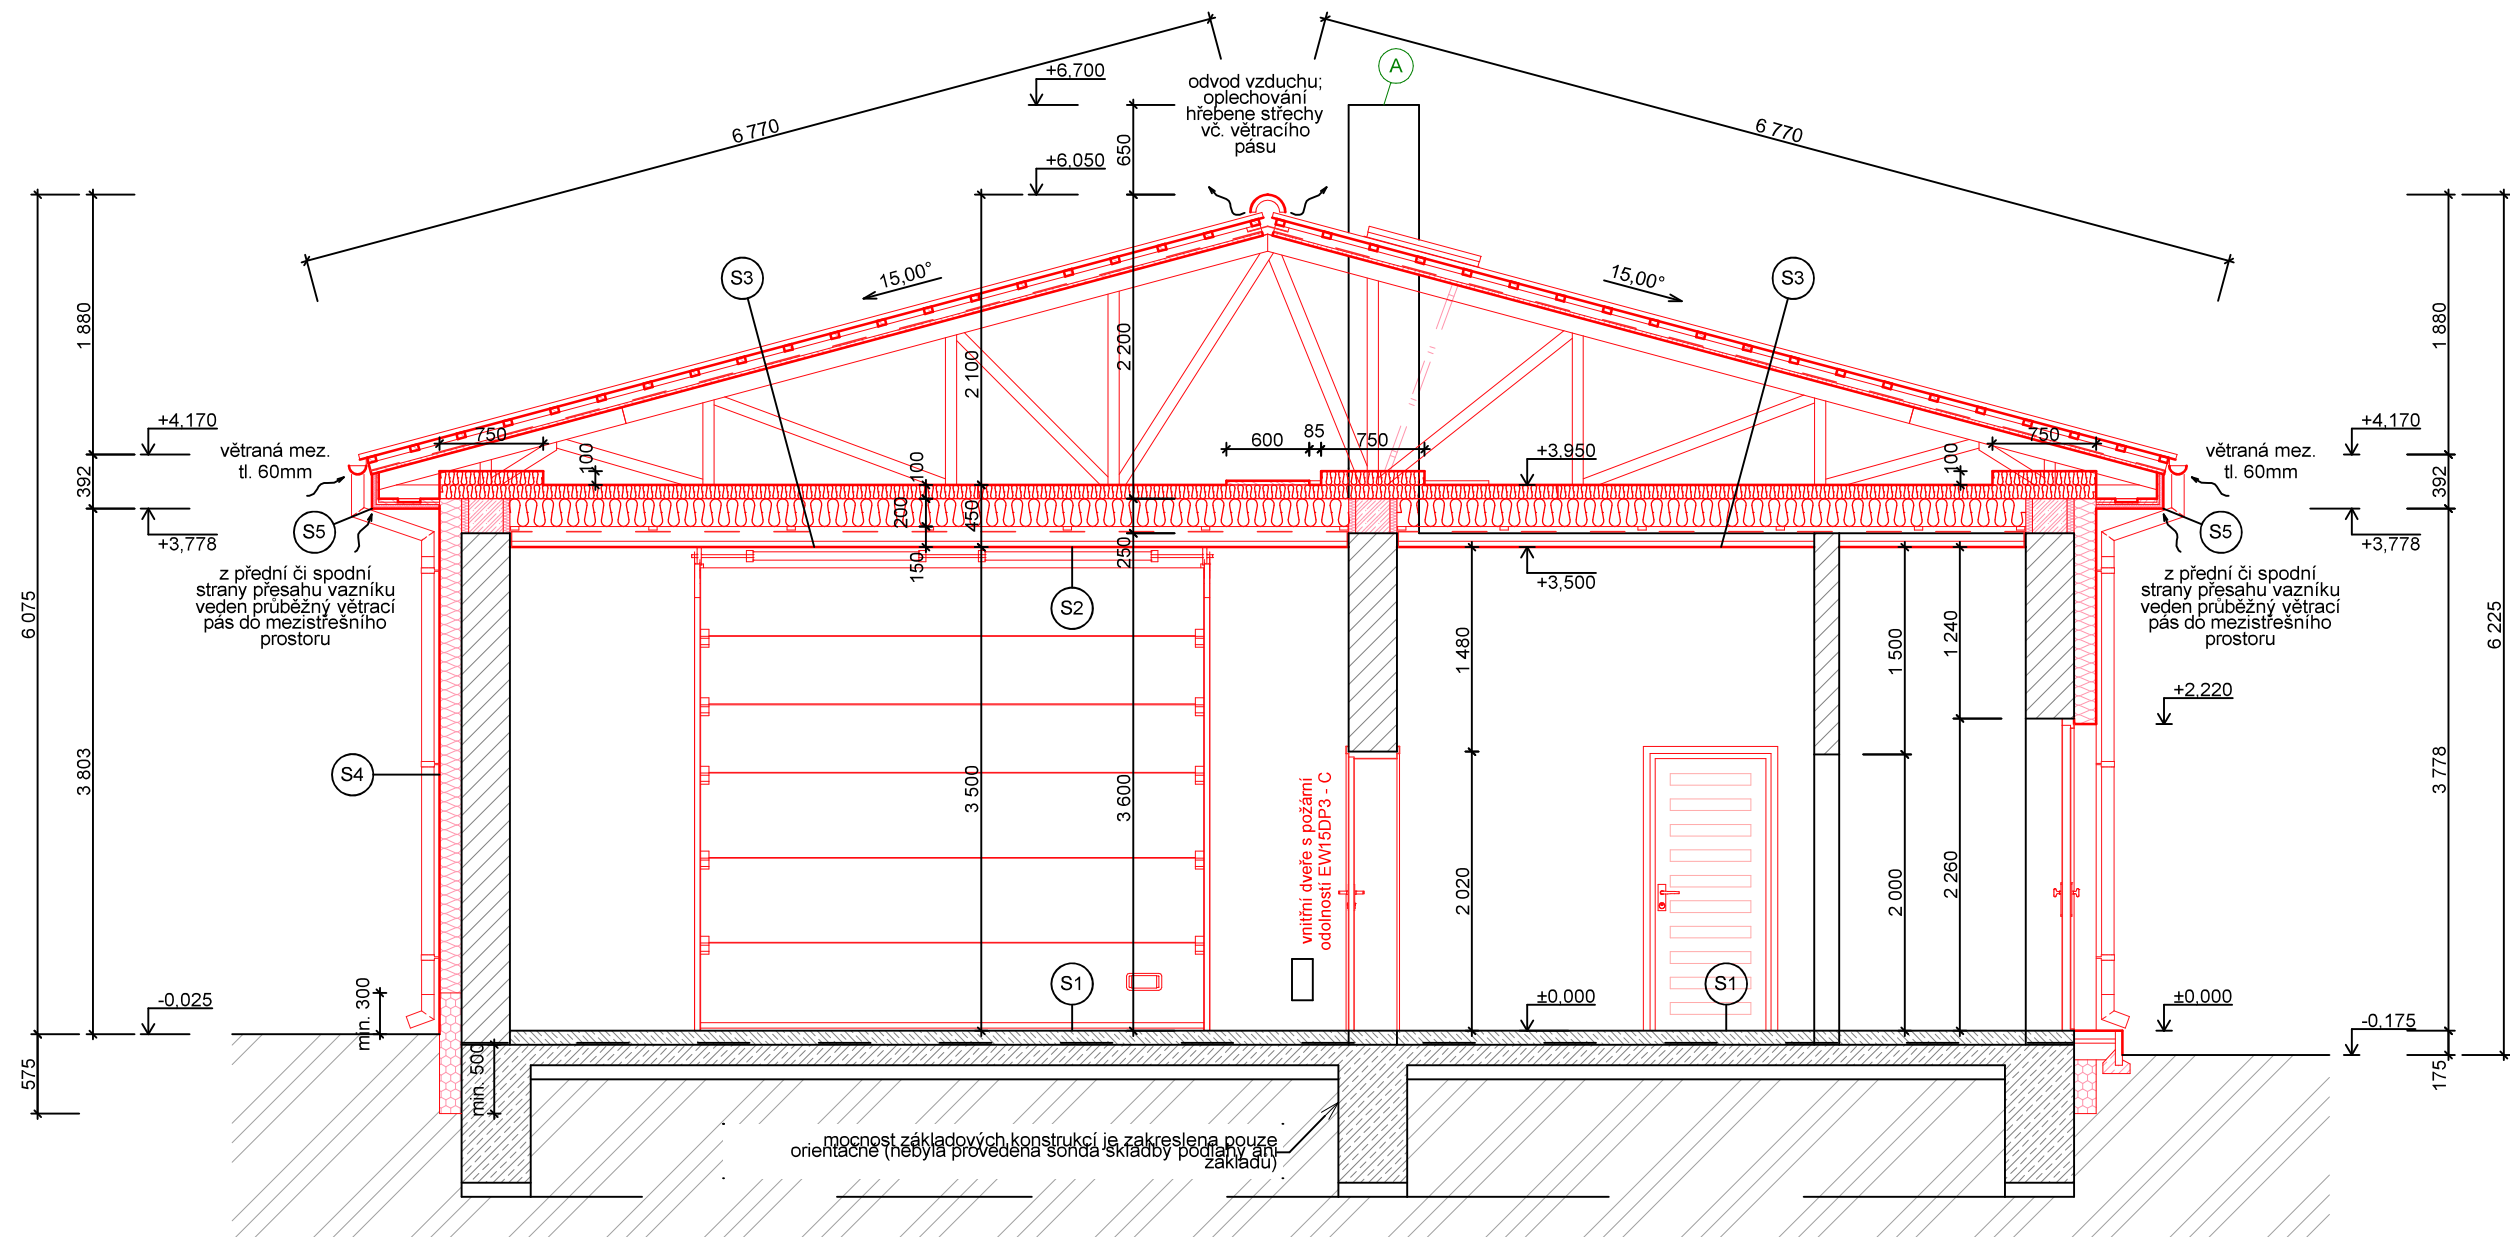 6 770
6 770
A
+6,700
odvod vzduchu;
oplechování
hřebene střechy
vč. větracího
pásu
650
+6,050
15,00°
15,00°
S3
S3
1 880
1 880
2 200
2 100
+4,170
+4,170
750
600
85
750
750
větraná mez.
tl. 60mm
větraná mez.
tl. 60mm
+3,950
100
100
100
392
392
200
450
250
150
S5
S5
+3,778
+3,778
+3,500
z přední či spodní
strany přesahu vazníku
veden průběžný větrací
pás do mezistřešního
prostoru
z přední či spodní
strany přesahu vazníku
veden průběžný větrací
pás do mezistřešního
prostoru
S2
6 075
6 225
1 480
1 500
1 240
+2,220
S4
3 803
3 500
3 600
3 778
vnitřní dveře s požární
odolností EW15DP3 - C
2 020
2 000
2 260
S1
S1
-0,025
min. 300
±0,000
±0,000
-0,175
575
min. 500
175
mocnost základových konstrukcí je zakreslena pouze
orientačně (nebyla provedena sonda skladby podlahy ani
základů)